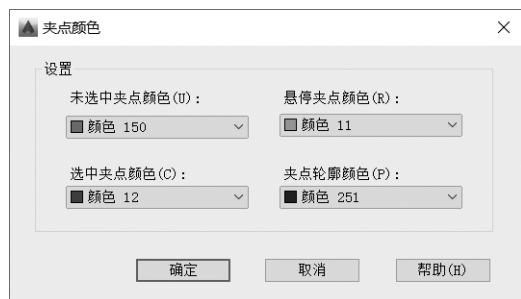 夹点颜色
设置
未选中夹点颜色(U): 悬停夹点颜色(R):
颜色 150 颜色 11
选中夹点颜色(C): 夹点轮廓颜色(P):
颜色 12 颜色 251
确定 取消 帮助(H)